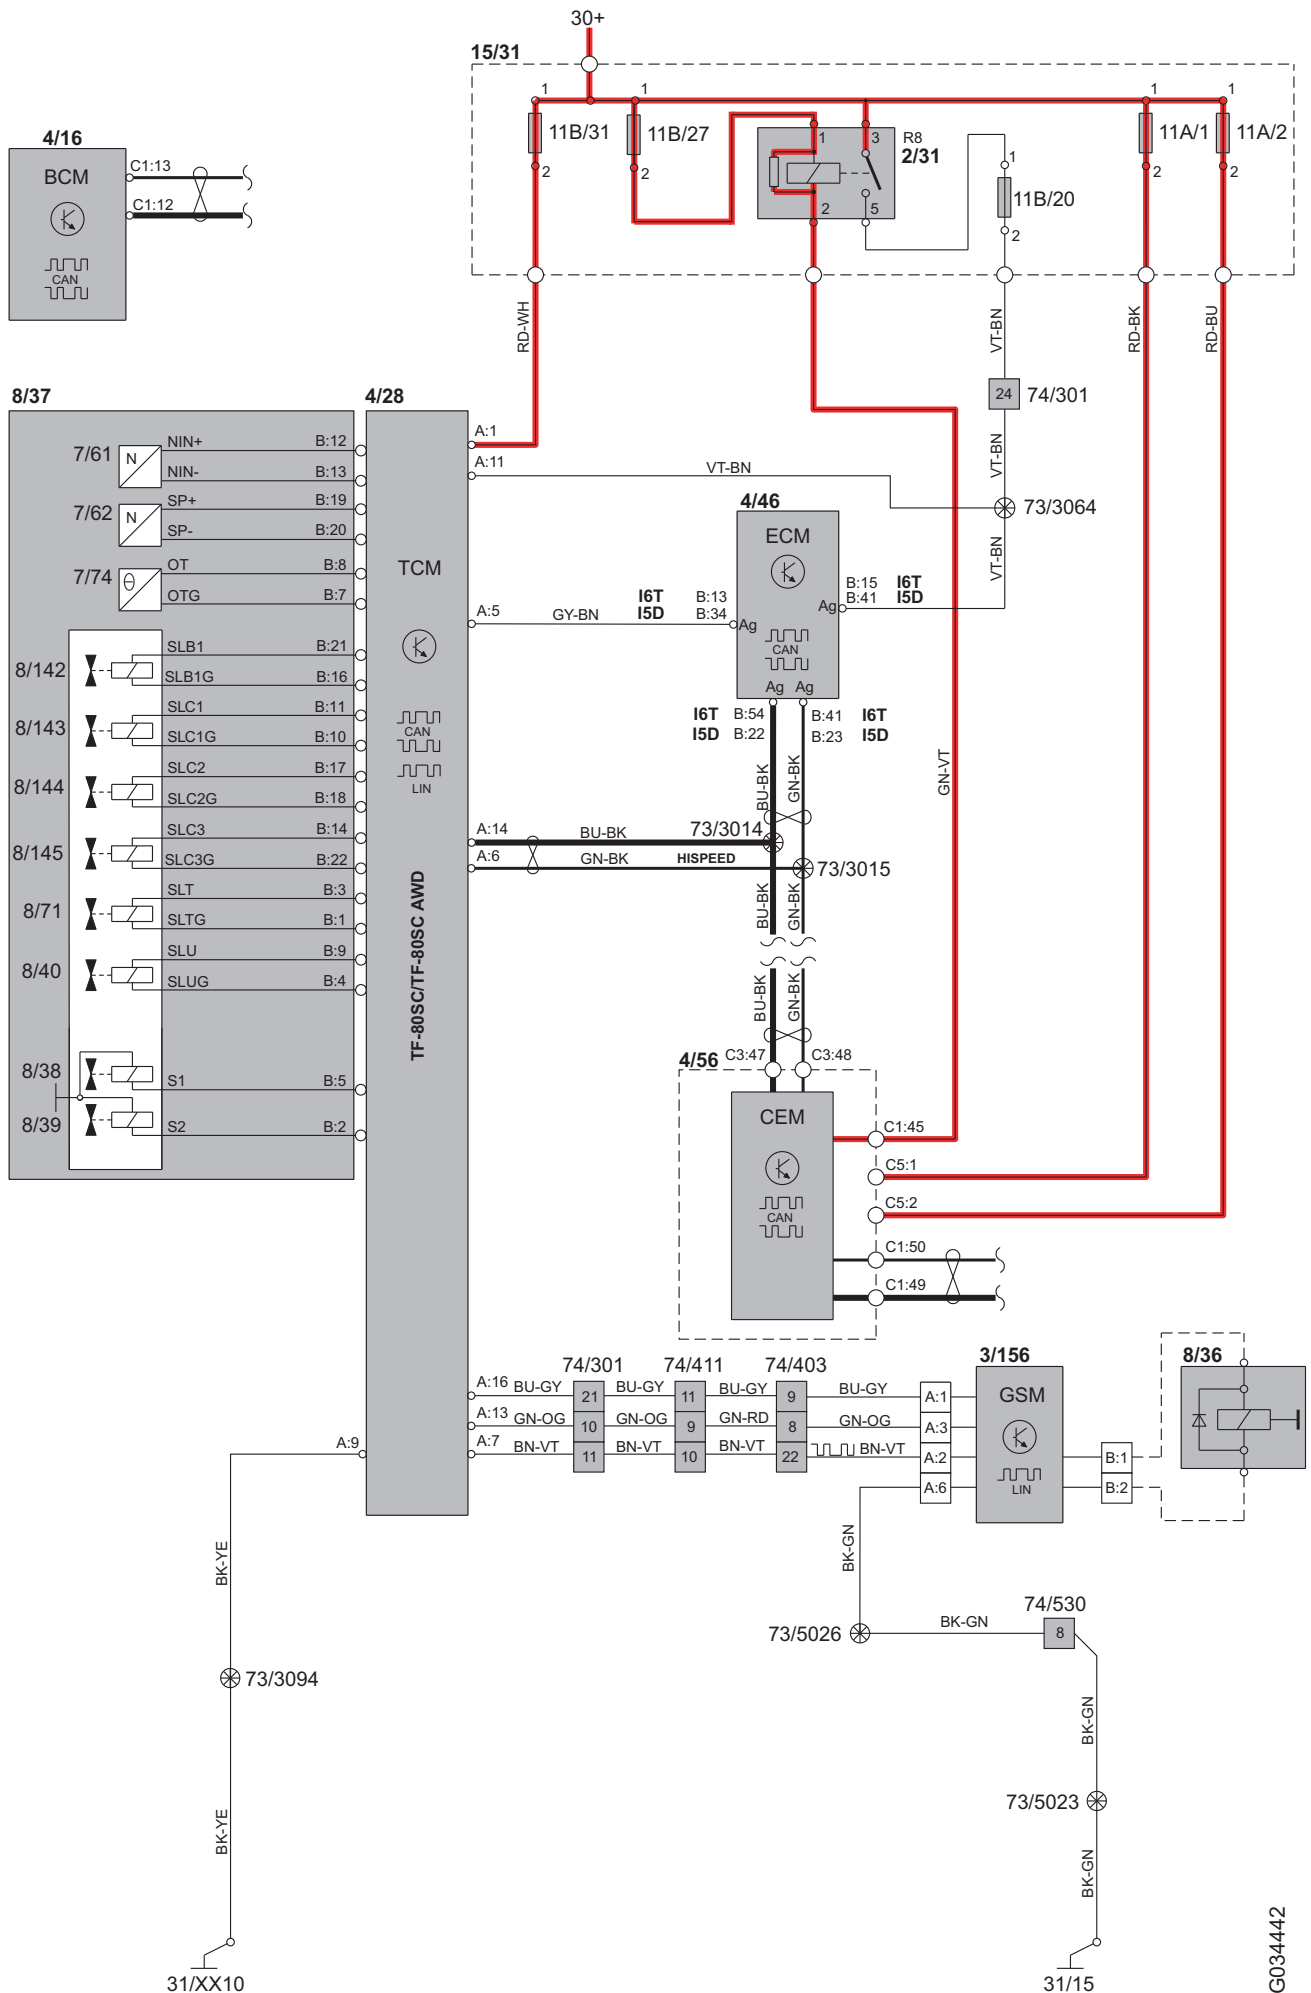 30+
15/31
1
1
1
1
11B/31
11B/27
1
3
R8
2/31
11A/1
11A/2
2
2
2
5
1
11B/20
2
2
2
4/16
BCM
C1:13
C1:12
CAN
RD-WH
VT-BN
RD-BK
RD-BU
24
74/301
VT-BN
73/3064
VT-BN
8/37
4/28
7/61
N
NIN+
B:12
NIN-
B:13
7/62
N
SP+
B:19
SP-
B:20
7/74
θ
OT
B:8
OTG
B:7
8/142
SLB1
B:21
SLB1G
B:16
8/143
SLC1
B:11
SLC1G
B:10
8/144
SLC2
B:17
SLC2G
B:18
8/145
SLC3
B:14
SLC3G
B:22
8/71
SLT
B:3
SLTG
B:1
8/40
SLU
B:9
SLUG
B:4
8/38
S1
B:5
8/39
S2
B:2
TCM
CAN
LIN
TF-80SC/TF-80SC AWD
A:1
A:11
VT-BN
A:5
GY-BN
I6T
B:13
I5D
B:34
4/46
ECM
Ag
CAN
Ag
B:15
I6T
B:41
I5D
Ag
Ag
I6T
B:54
B:41
I6T
I5D
B:22
B:23
I5D
BU-BK
GN-BK
GN-VT
A:14
BU-BK
73/3014
A:6
GN-BK
HISPEED
73/3015
BU-BK
GN-BK
BU-BK
GN-BK
4/56
C3:47
C3:48
CEM
CAN
C1:45
C5:1
C5:2
C1:50
C1:49
74/301
74/411
74/403
3/156
8/36
A:16
BU-GY
21
BU-GY
11
BU-GY
9
BU-GY
A:1
GSM
A:13
GN-OG
10
GN-OG
9
GN-RD
8
GN-OG
A:3
A:7
BN-VT
11
BN-VT
10
BN-VT
22
BN-VT
A:2
B:1
A:6
LIN
B:2
A:9
BK-YE
BK-GN
73/5026
BK-GN
74/530
8
BK-GN
73/3094
73/5023
BK-YE
BK-GN
31/XX10
31/15
G034442